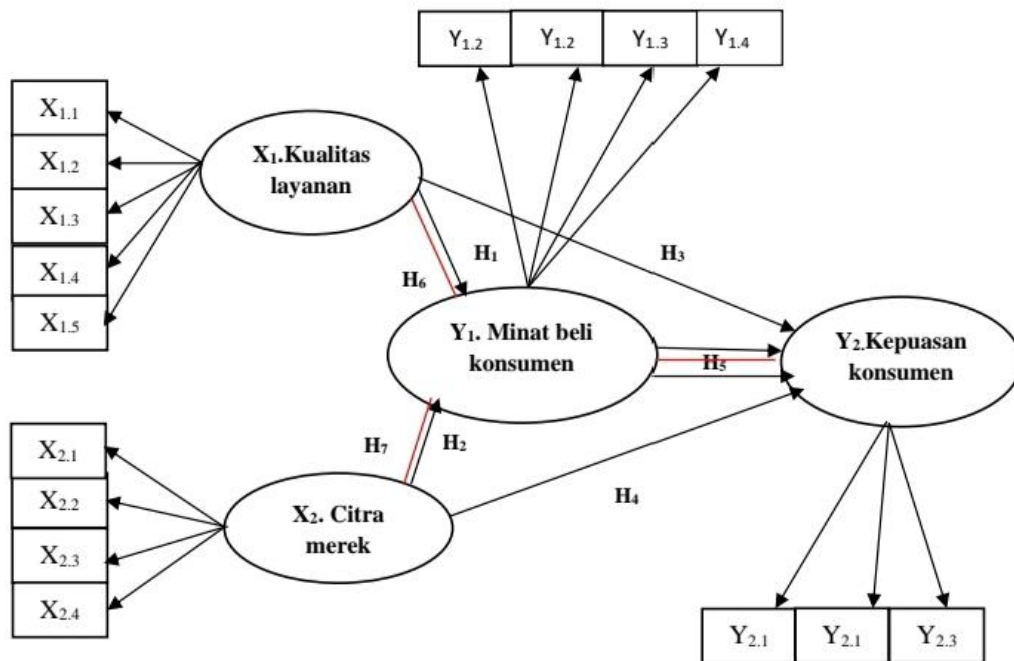 Y1.2 Y1.2 Y1.3 Y1.4
X1.1
X1.2
X1.3
X1.4
X1.5
X1.Kualitas
layanan
H1
H3
H6
Y1. Minat beli
konsumen
H5
Y2.Kepuasan
konsumen
X2.1
X2.2
X2.3
X2.4
H7
H2
H4
X2. Citra
merek
Y2.1 Y2.1 Y2.3